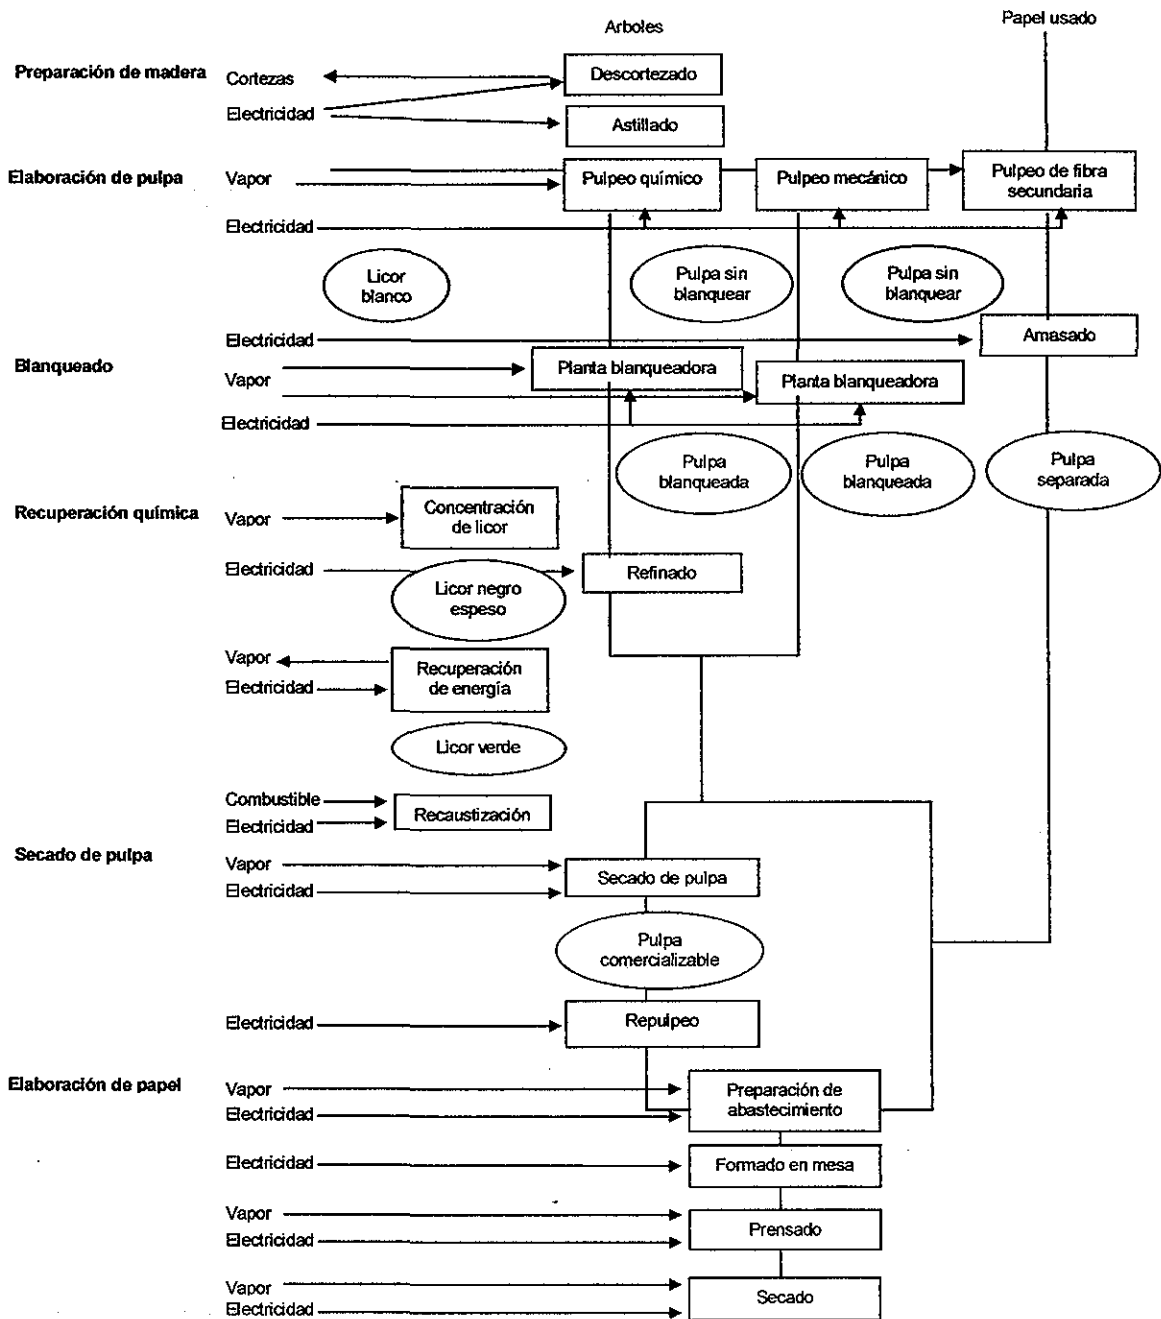 Arboles
Papel usado
Preparación de madera
Cortezas
Descortezado
Electricidad
Astillado
Elaboración de pulpa
Vapor
Pulpeo químico
Pulpeo mecánico
Pulpeo de fibra
secundaria
Electricidad
Licor
blanco
Pulpa sin
blanquear
Pulpa sin
blanquear
Electricidad
Amasado
Blanqueado
Vapor
Planta blanqueadora
Planta blanqueadora
Electricidad
Pulpa
blanqueada
Pulpa
blanqueada
Pulpa
separada
Recuperación química
Vapor
Concentración
de licor
Electricidad
Refinado
Licor negro
espeso
Vapor
Electricidad
Recuperación
de energía
Licor verde
Combustible
Electricidad
Recaustización
Secado de pulpa
Vapor
Electricidad
Secado de pulpa
Pulpa
comercializable
Electricidad
Repulpeo
Elaboración de papel
Vapor
Electricidad
Preparación de
abastecimiento
Electricidad
Formado en mesa
Vapor
Electricidad
Prensado
Vapor
Electricidad
Secado